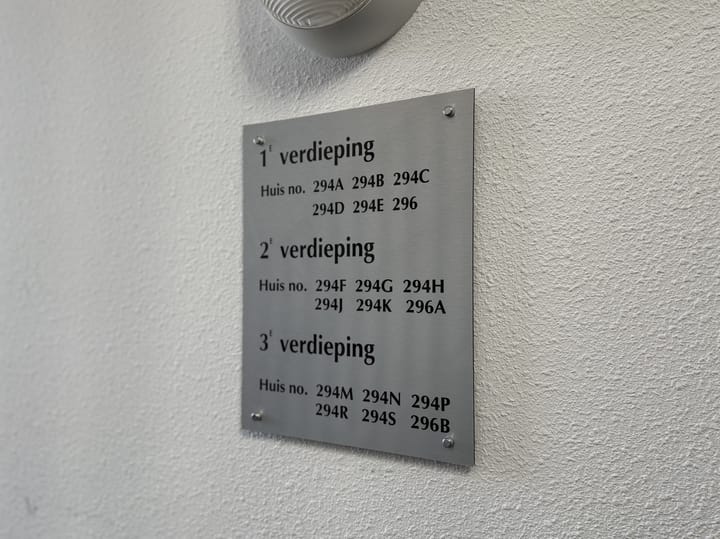 1E verdieping
Huis no. 294A 294B 294C
294D 294E 296
2E verdieping
Huis no. 294F 294G 294H
294J 294K 296A
3E verdieping
Huis no. 294M 294N 294P
294R 294S 296B